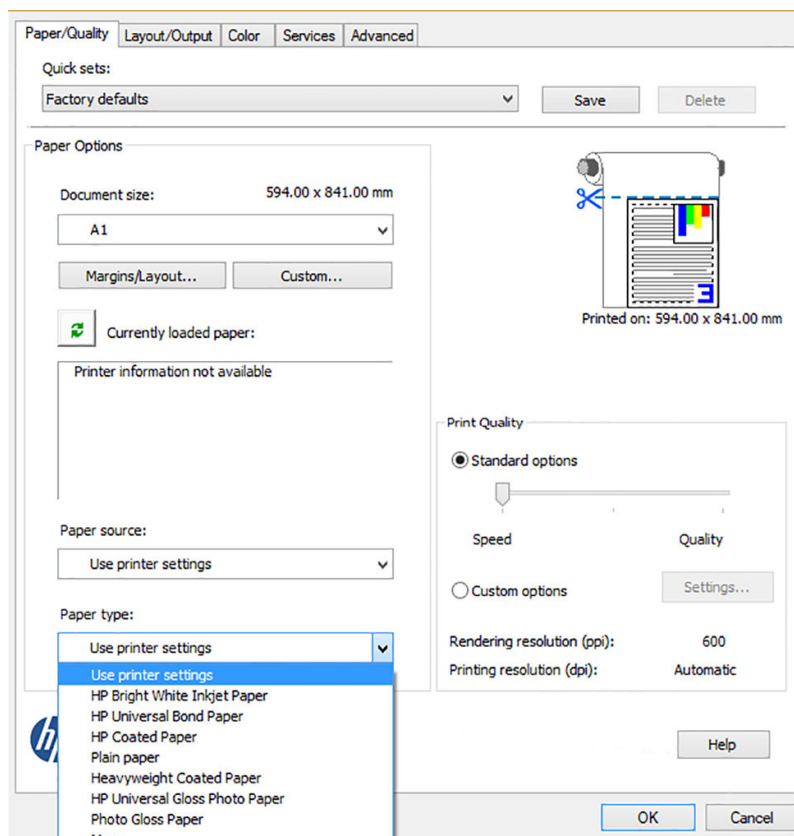 Paper/Quality Layout/Output Color Services Advanced
Quick sets:
Factory defaults
Save
Delete
Paper Options
Document size: 594.00 x 841.00 mm
A1
Margins/Layout...
Custom...
Currently loaded paper:
Printer information not available
Paper source:
Use printer settings
Paper type:
Use printer settings
Use printer settings
HP Bright White Inkjet Paper
HP Universal Bond Paper
HP Coated Paper
Plain paper
Heavyweight Coated Paper
HP Universal Gloss Photo Paper
Photo Gloss Paper
hp
Printed on: 594.00 x 841.00 mm
Print Quality
Standard options
Speed Quality
Custom options
Settings...
Rendering resolution (ppi): 600
Printing resolution (dpi): Automatic
Help
OK
Cancel